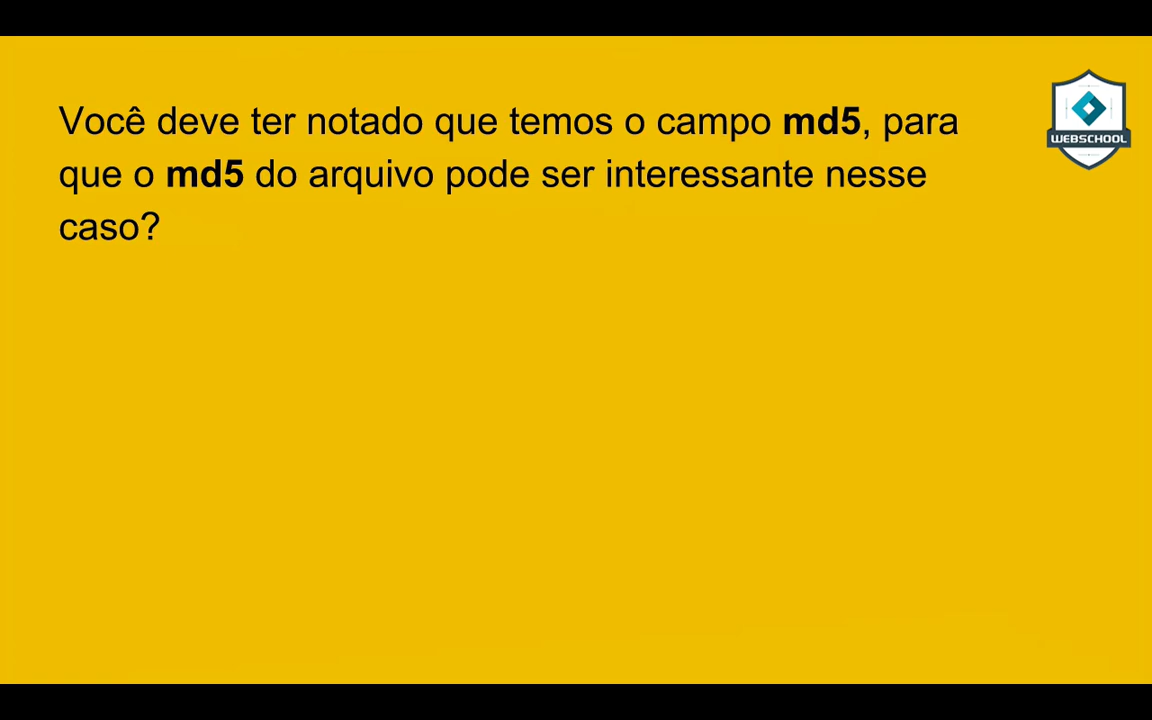 Você deve ter notado que temos o campo md5, para
que o md5 do arquivo pode ser interessante nesse
caso?
WEBSCHOOL